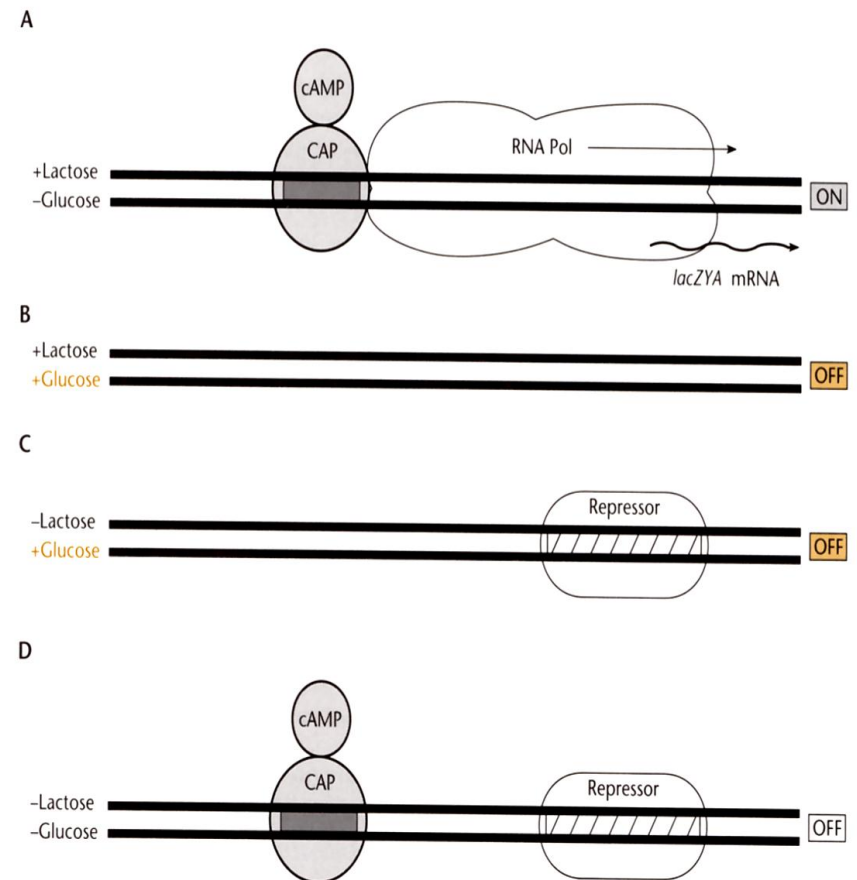 A
cAMP
CAP
RNA Pol
+Lactose
–Glucose
ON
lacZYA mRNA
B
+Lactose
+Glucose
OFF
C
Repressor
–Lactose
+Glucose
OFF
D
cAMP
CAP
Repressor
–Lactose
–Glucose
OFF